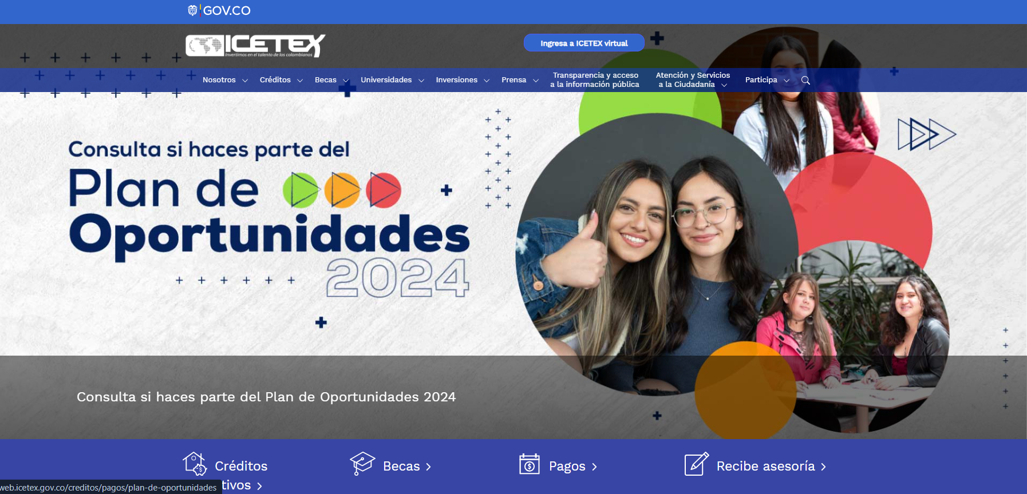 GOV.CO
ICETEX
Invertimos en el talento de los colombianos
Ingresa a ICETEX virtual
Nosotros Créditos Becas Universidades Inversiones Prensa Transparencia y acceso a la información pública Atención y Servicios a la Ciudadanía Participa
Consulta si haces parte del
Plan de
Oportunidades
2024
Consulta si haces parte del Plan de Oportunidades 2024
Créditos Becas > Pagos > Recibe asesoría >
tivos >
web.icetex.gov.co/creditos/pagos/plan-de-oportunidades